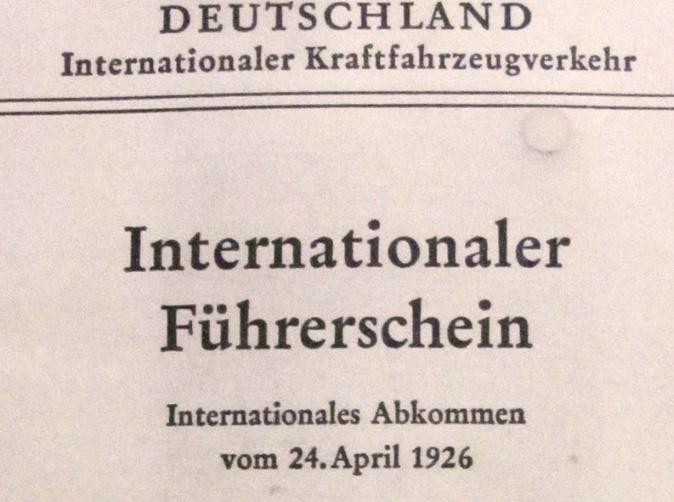 DEUTSCHLAND
Internationaler Kraftfahrzeugverkehr
Internationaler
Führerschein
Internationales Abkommen
vom 24. April 1926